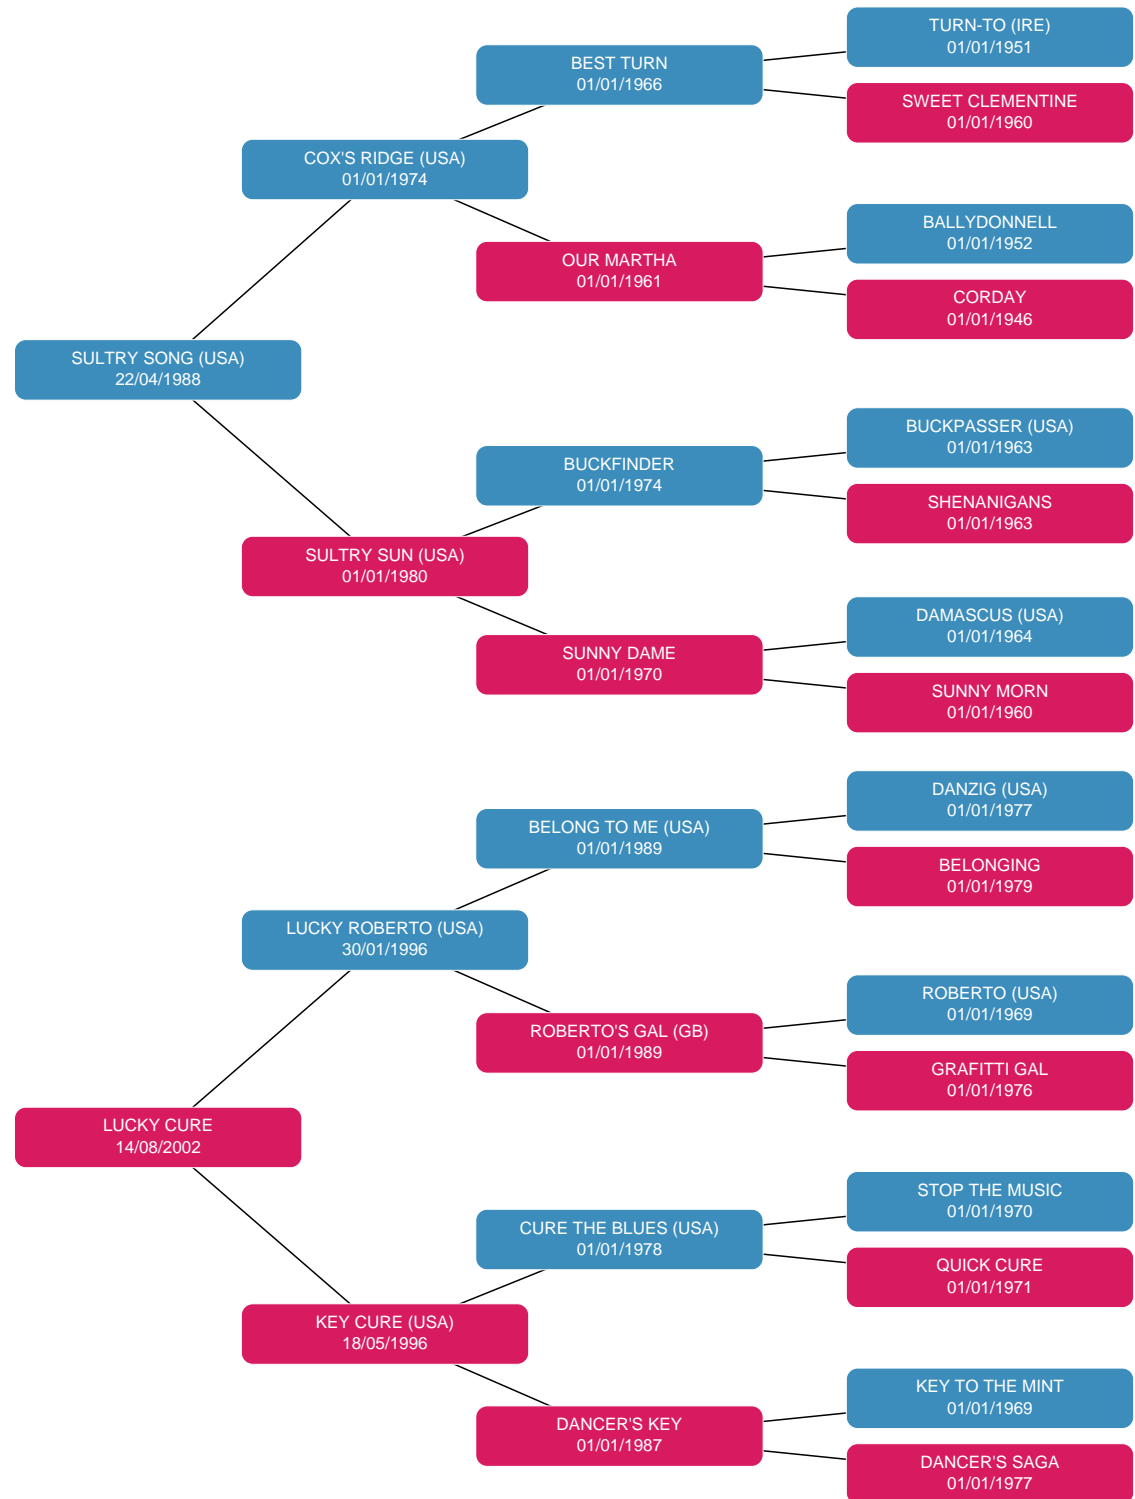 TURN-TO (IRE)
01/01/1951
BEST TURN
01/01/1966
SWEET CLEMENTINE
01/01/1960
COX'S RIDGE (USA)
01/01/1974
BALLYDONNELL
01/01/1952
OUR MARTHA
01/01/1961
CORDAY
01/01/1946
SULTRY SONG (USA)
22/04/1988
BUCKPASSER (USA)
01/01/1963
BUCKFINDER
01/01/1974
SHENANIGANS
01/01/1963
SULTRY SUN (USA)
01/01/1980
DAMASCUS (USA)
01/01/1964
SUNNY DAME
01/01/1970
SUNNY MORN
01/01/1960
DANZIG (USA)
01/01/1977
BELONG TO ME (USA)
01/01/1989
BELONGING
01/01/1979
LUCKY ROBERTO (USA)
30/01/1996
ROBERTO (USA)
01/01/1969
ROBERTO'S GAL (GB)
01/01/1989
GRAFITTI GAL
01/01/1976
LUCKY CURE
14/08/2002
STOP THE MUSIC
01/01/1970
CURE THE BLUES (USA)
01/01/1978
QUICK CURE
01/01/1971
KEY CURE (USA)
18/05/1996
KEY TO THE MINT
01/01/1969
DANCER'S KEY
01/01/1987
DANCER'S SAGA
01/01/1977